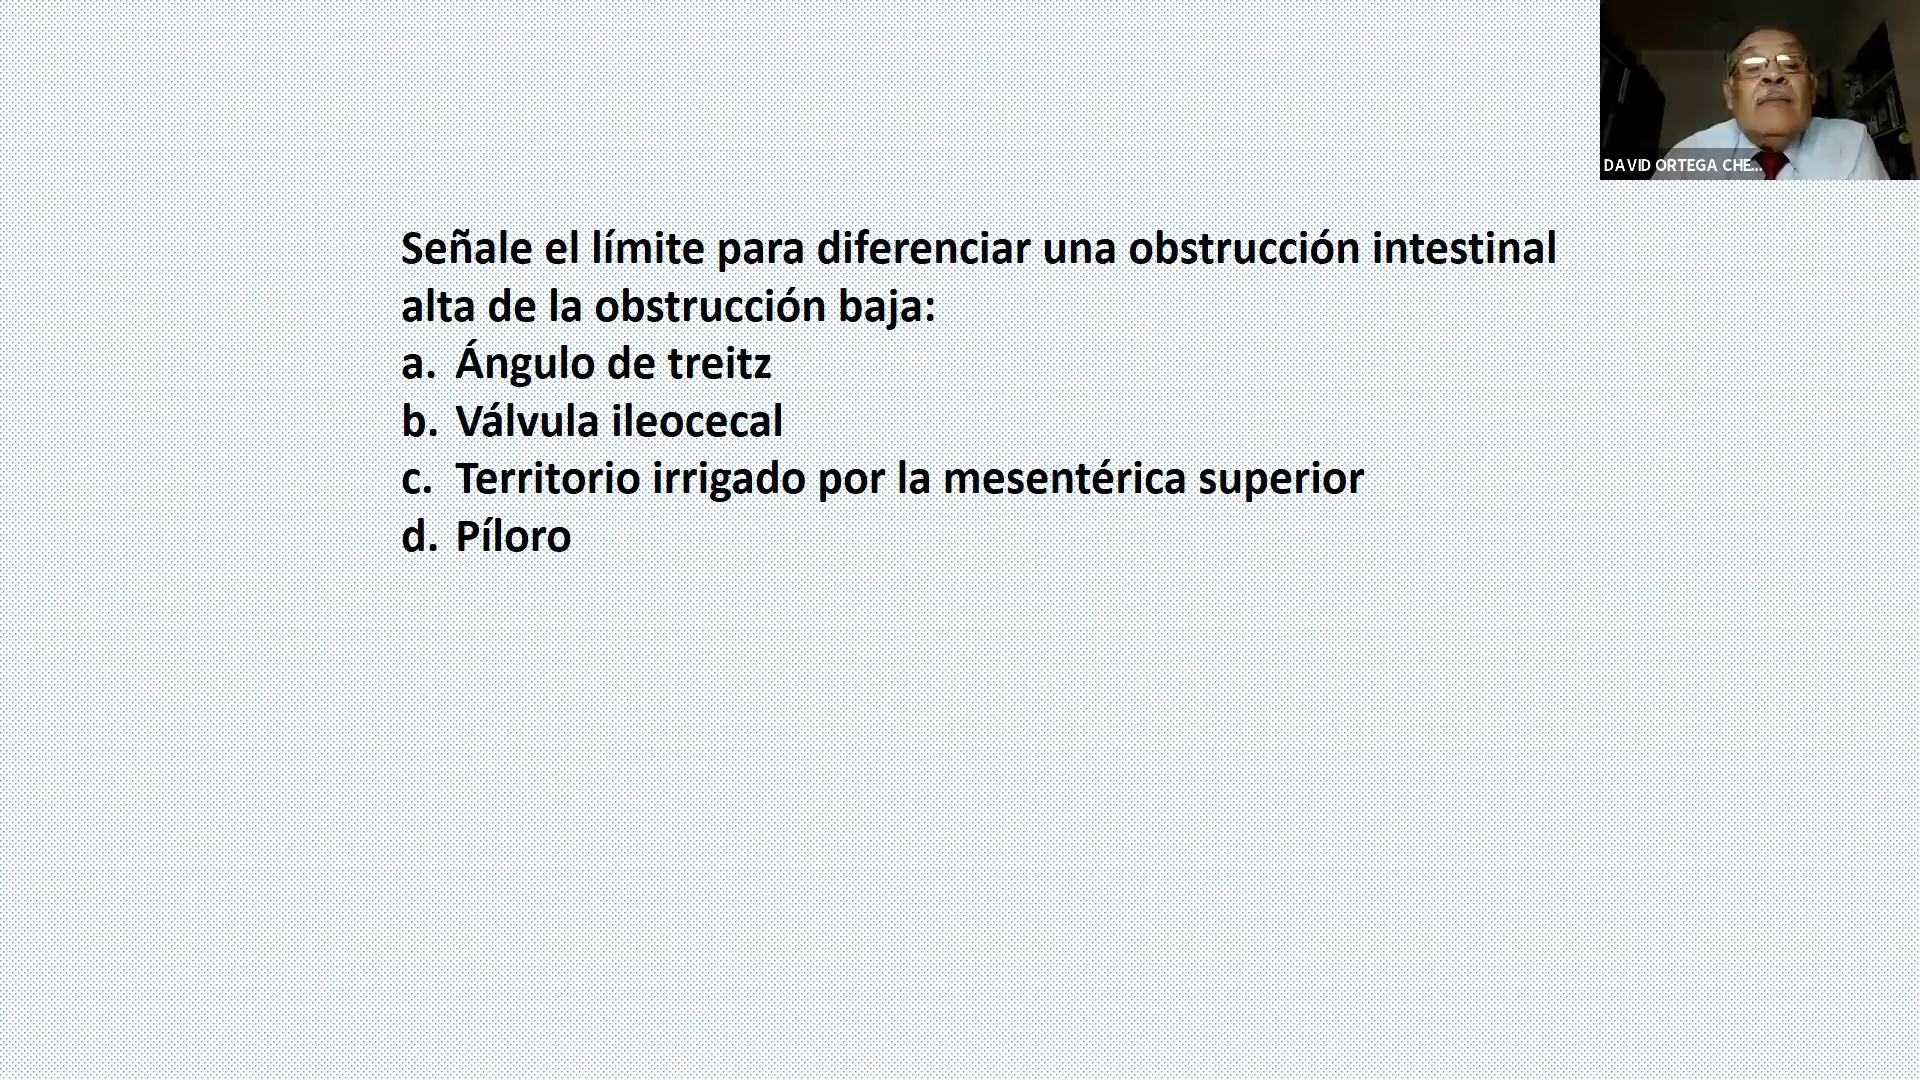 DAVID ORTEGA CHE...
Señale el límite para diferenciar una obstrucción intestinal
alta de la obstrucción baja:
a. Ángulo de treitz
b. Válvula ileocecal
c. Territorio irrigado por la mesentérica superior
d. Píloro